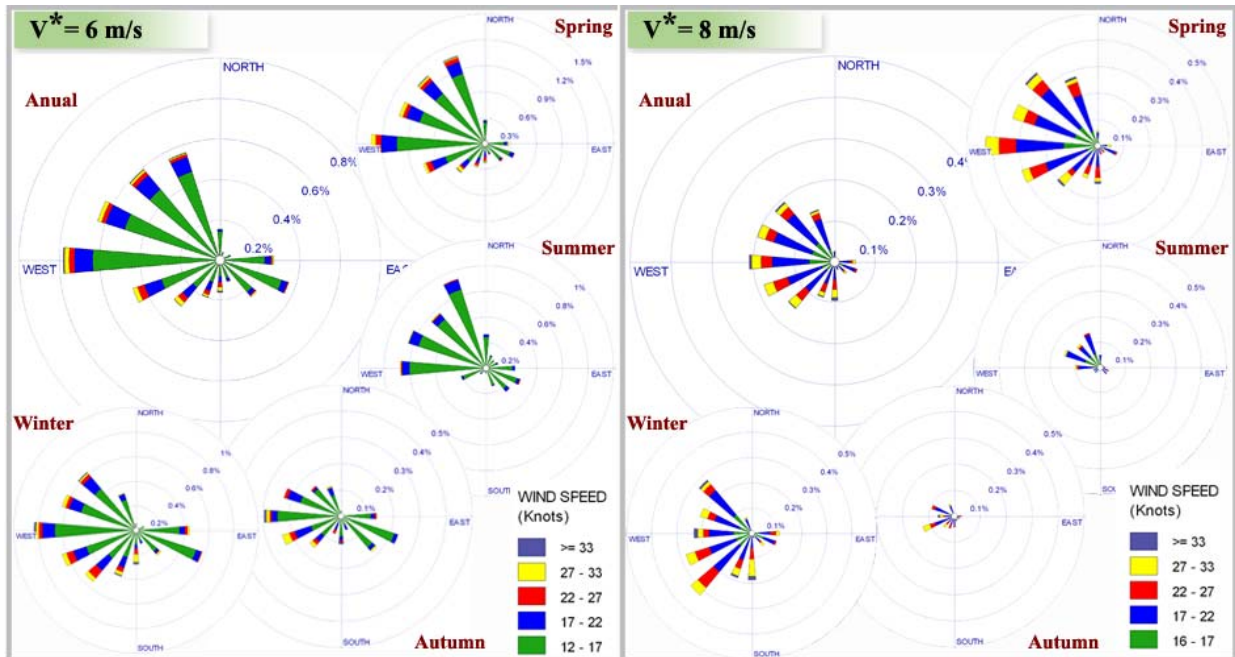 V*= 6 m/s
Anual
NORTH
0.8%
0.6%
0.4%
0.2%
WEST
Spring
NORTH
1.5%
1.2%
0.9%
0.6%
0.3%
WEST
EAST
Summer
NORTH
1%
0.8%
0.6%
0.4%
0.2%
WEST
EAST
Winter
NORTH
1%
0.8%
0.6%
0.4%
0.2%
WEST
SOUTH
Autumn
NORTH
0.5%
0.4%
0.3%
0.2%
0.1%
EAST
SOUTH
WIND SPEED
(Knots)
>= 33
27 - 33
22 - 27
17 - 22
12 - 17
V*= 8 m/s
Anual
NORTH
0.3%
0.2%
0.1%
WEST
Spring
NORTH
0.5%
0.4%
0.3%
0.2%
0.1%
WEST
EAST
Summer
NORTH
0.5%
0.4%
0.3%
0.2%
0.1%
WEST
EAST
Winter
NORTH
0.5%
0.4%
0.3%
0.2%
0.1%
WEST
SOUTH
Autumn
NORTH
0.5%
0.4%
0.3%
0.2%
0.1%
EAST
SOUTH
WIND SPEED
(Knots)
>= 33
27 - 33
22 - 27
17 - 22
16 - 17